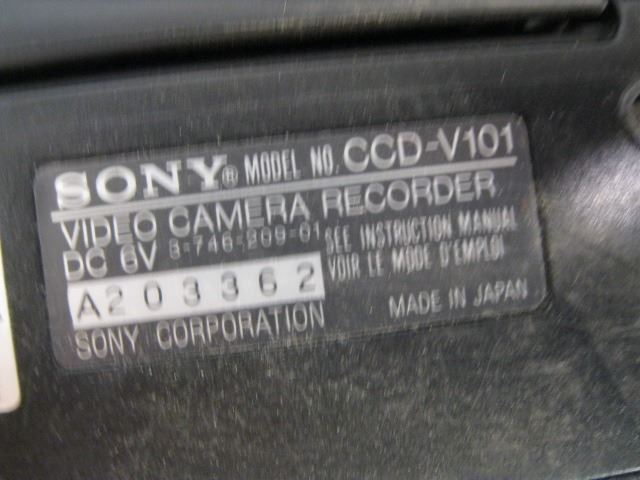 SONY® MODEL NO. CCD-V101
VIDEO CAMERA RECORDER
DC 6V 8-746-209-01 SEE INSTRUCTION MANUAL
VOIR LE MODE D'EMPLOI
A203362
SONY CORPORATION MADE IN JAPAN